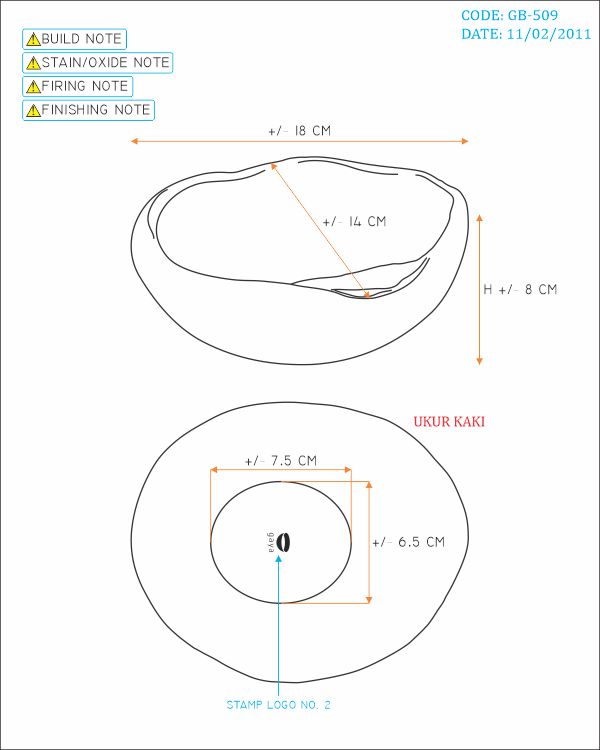 CODE: GB-509
DATE: 11/02/2011
BUILD NOTE
STAIN/OXIDE NOTE
FIRING NOTE
FINISHING NOTE
+/- 18 CM
+/- 14 CM
H +/- 8 CM
UKUR KAKI
+/- 7.5 CM
gaya
+/- 6.5 CM
STAMP LOGO NO. 2